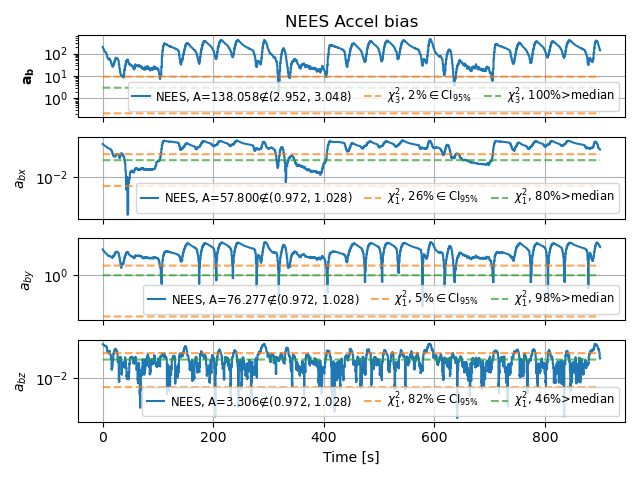 NEES Accel bias
a_b
10²
10¹
10⁰
NEES, A=138.058∉(2.952, 3.048) χ²₃, 2%∈CI₉₅% χ²₃, 100%>median
a_bx
10⁻²
NEES, A=57.800∉(0.972, 1.028) χ²₁, 26%∈CI₉₅% χ²₁, 80%>median
a_by
10⁰
NEES, A=76.277∉(0.972, 1.028) χ²₁, 5%∈CI₉₅% χ²₁, 98%>median
a_bz
10⁻²
NEES, A=3.306∉(0.972, 1.028) χ²₁, 82%∈CI₉₅% χ²₁, 46%>median
0 200 400 600 800
Time [s]